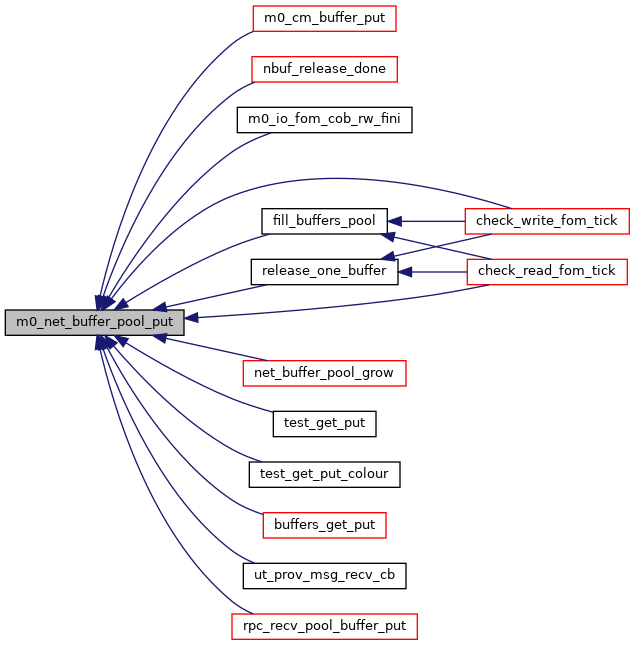 m0_cm_buffer_put
nbuf_release_done
m0_io_fom_cob_rw_fini
fill_buffers_pool
check_write_fom_tick
release_one_buffer
check_read_fom_tick
m0_net_buffer_pool_put
net_buffer_pool_grow
test_get_put
test_get_put_colour
buffers_get_put
ut_prov_msg_recv_cb
rpc_recv_pool_buffer_put